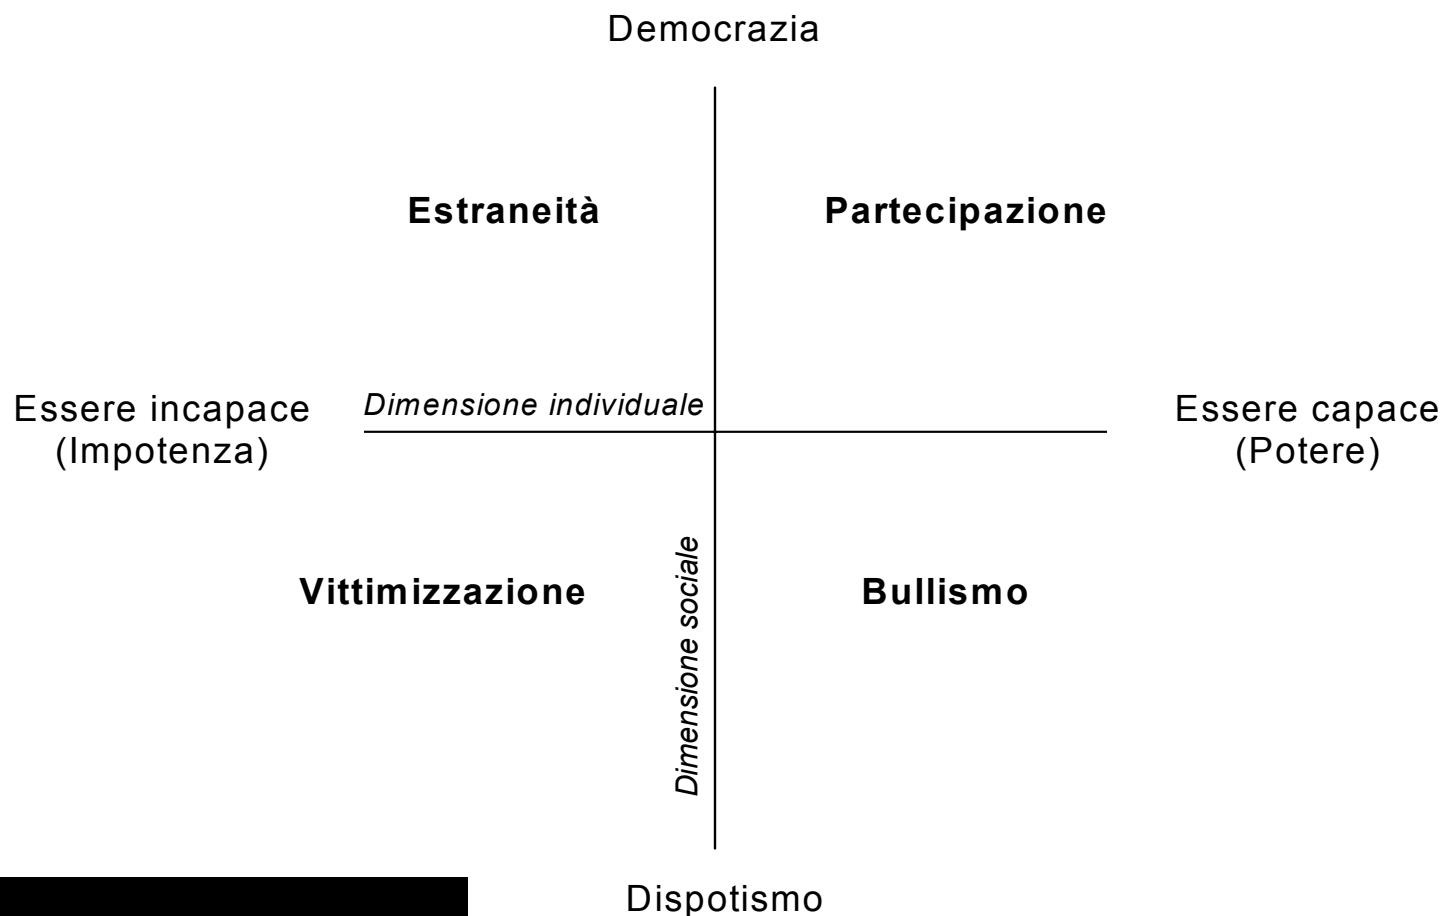 Democrazia
Estraneità
Partecipazione
Essere incapace
(Impotenza)
Dimensione individuale
Essere capace
(Potere)
Vittimizzazione
Dimensione sociale
Bullismo
Dispotismo